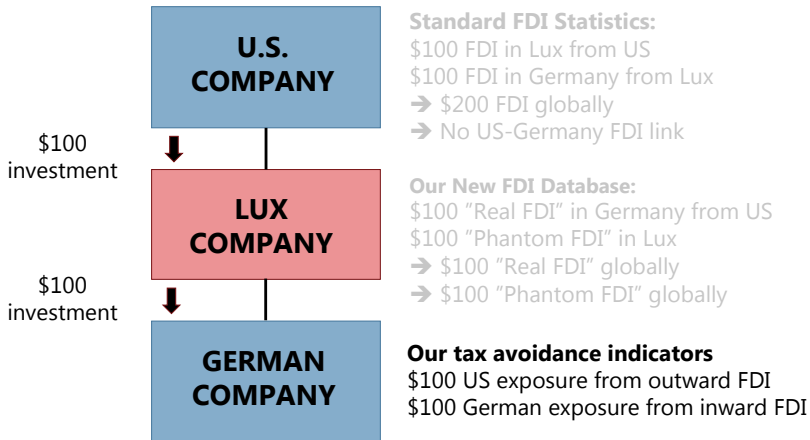 U.S.
COMPANY
Standard FDI Statistics:
$100 FDI in Lux from US
$100 FDI in Germany from Lux
➔ $200 FDI globally
➔ No US-Germany FDI link
$100
investment
LUX
COMPANY
Our New FDI Database:
$100 ”Real FDI” in Germany from US
$100 ”Phantom FDI” in Lux
➔ $100 ”Real FDI” globally
➔ $100 ”Phantom FDI” globally
$100
investment
GERMAN
COMPANY
Our tax avoidance indicators
$100 US exposure from outward FDI
$100 German exposure from inward FDI